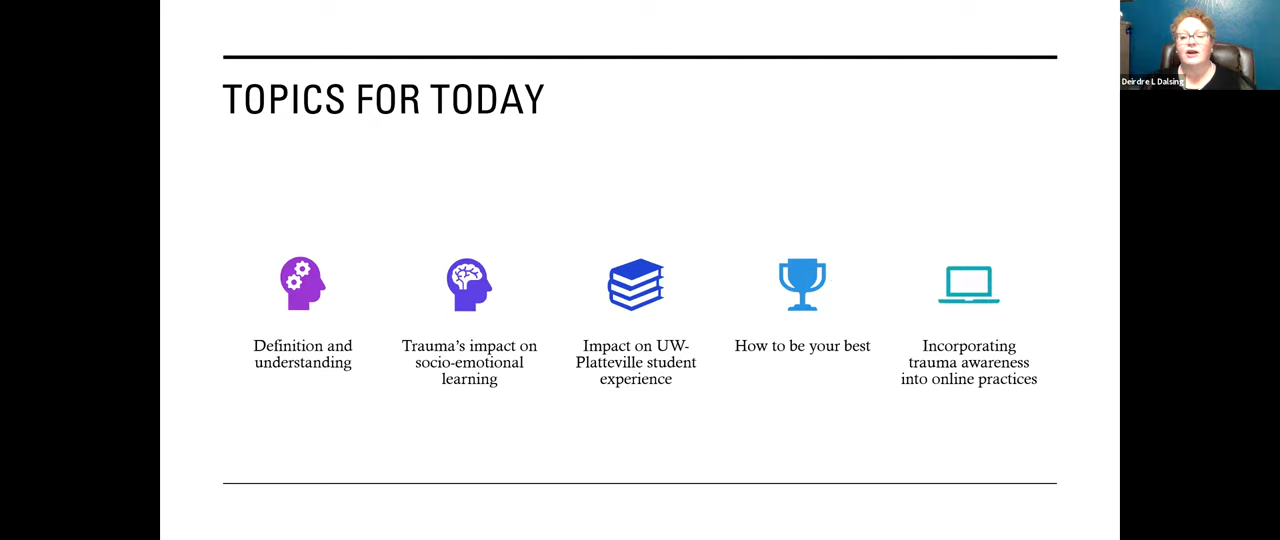 TOPICS FOR TODAY
Deirdre L Dalsing
Definition and
understanding
Trauma’s impact on
socio-emotional
learning
Impact on UW-
Platteville student
experience
How to be your best
Incorporating
trauma awareness
into online practices